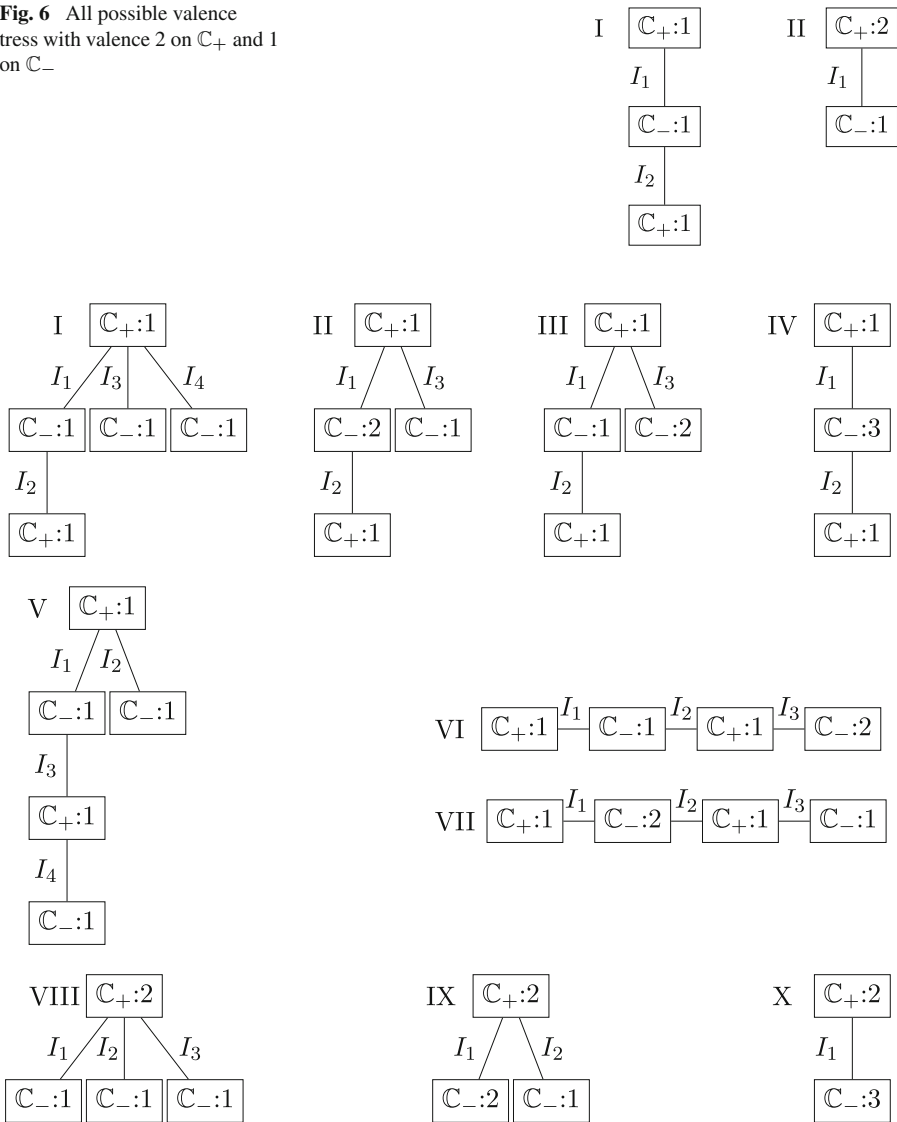 Fig. 6 All possible valence
tress with valence 2 on ℂ₊ and 1
on ℂ₋
I ℂ₊:1
I₁
ℂ₋:1
I₂
ℂ₊:1
II ℂ₊:2
I₁
ℂ₋:1
I ℂ₊:1
I₁ I₃ I₄
ℂ₋:1 ℂ₋:1 ℂ₋:1
I₂
ℂ₊:1
II ℂ₊:1
I₁ I₃
ℂ₋:2 ℂ₋:1
I₂
ℂ₊:1
III ℂ₊:1
I₁ I₃
ℂ₋:1 ℂ₋:2
I₂
ℂ₊:1
IV ℂ₊:1
I₁
ℂ₋:3
I₂
ℂ₊:1
V ℂ₊:1
I₁ I₂
ℂ₋:1 ℂ₋:1
I₃
ℂ₊:1
I₄
ℂ₋:1
VI ℂ₊:1 I₁ ℂ₋:1 I₂ ℂ₊:1 I₃ ℂ₋:2
VII ℂ₊:1 I₁ ℂ₋:2 I₂ ℂ₊:1 I₃ ℂ₋:1
VIII ℂ₊:2
I₁ I₂ I₃
ℂ₋:1 ℂ₋:1 ℂ₋:1
IX ℂ₊:2
I₁ I₂
ℂ₋:2 ℂ₋:1
X ℂ₊:2
I₁
ℂ₋:3